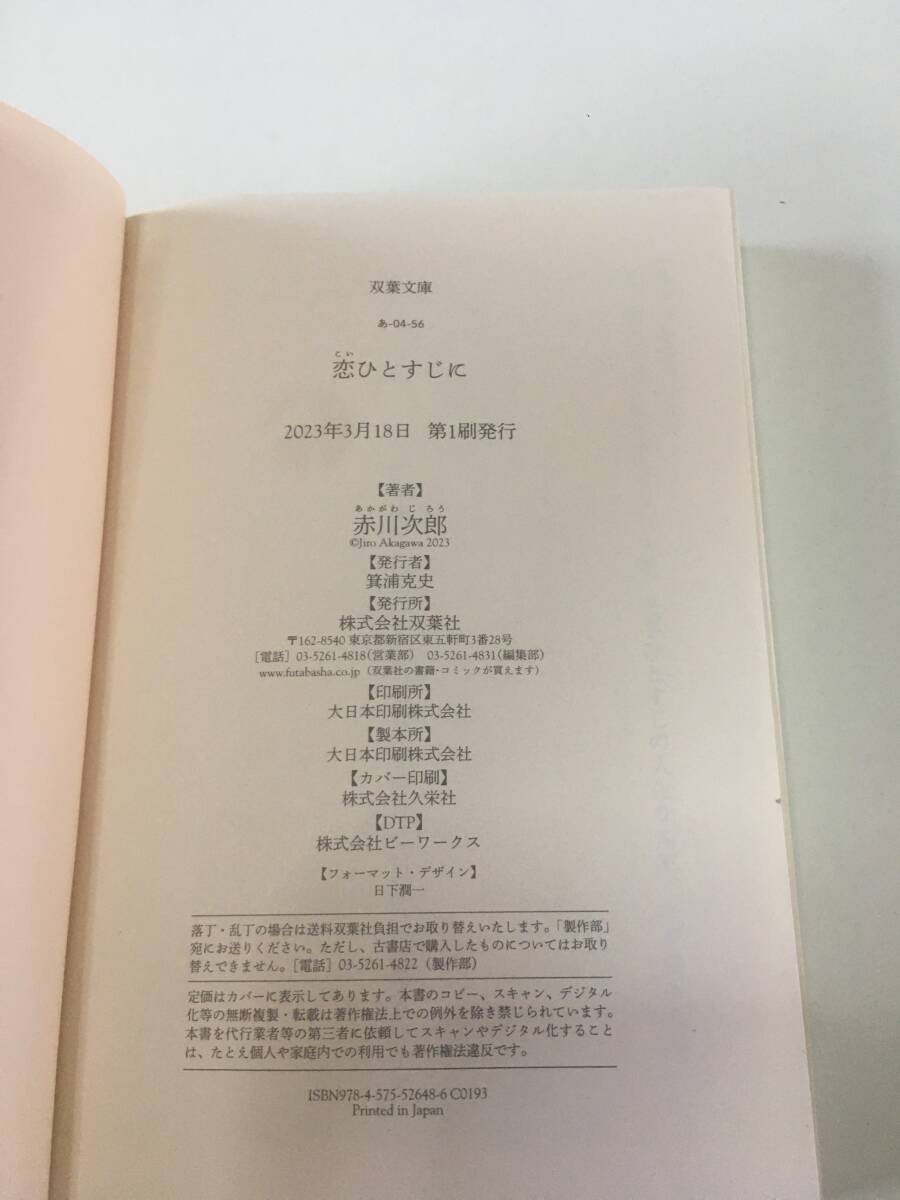 双葉文庫
あ-04-56
こい
恋ひとすじに
2023年3月18日 第1刷発行
【著者】
あかがわじろう
赤川次郎
©Jiro Akagawa 2023
【発行者】
箕浦克史
【発行所】
株式会社双葉社
〒162-8540 東京都新宿区東五軒町3番28号
［電話］03-5261-4818(営業部) 03-5261-4831(編集部)
www.futabasha.co.jp（双葉社の書籍・コミックが買えます）
【印刷所】
大日本印刷株式会社
【製本所】
大日本印刷株式会社
【カバー印刷】
株式会社久栄社
【DTP】
株式会社ビーワークス
【フォーマット・デザイン】
日下潤一
落丁・乱丁の場合は送料双葉社負担でお取り替えいたします。「製作部」
宛にお送りください。ただし、古書店で購入したものについてはお取り
替えできません。［電話］03-5261-4822（製作部）
定価はカバーに表示してあります。本書のコピー、スキャン、デジタル
化等の無断複製・転載は著作権法上での例外を除き禁じられています。
本書を代行業者等の第三者に依頼してスキャンやデジタル化すること
は、たとえ個人や家庭内での利用でも著作権法違反です。
ISBN978-4-575-52648-6 C0193
Printed in Japan